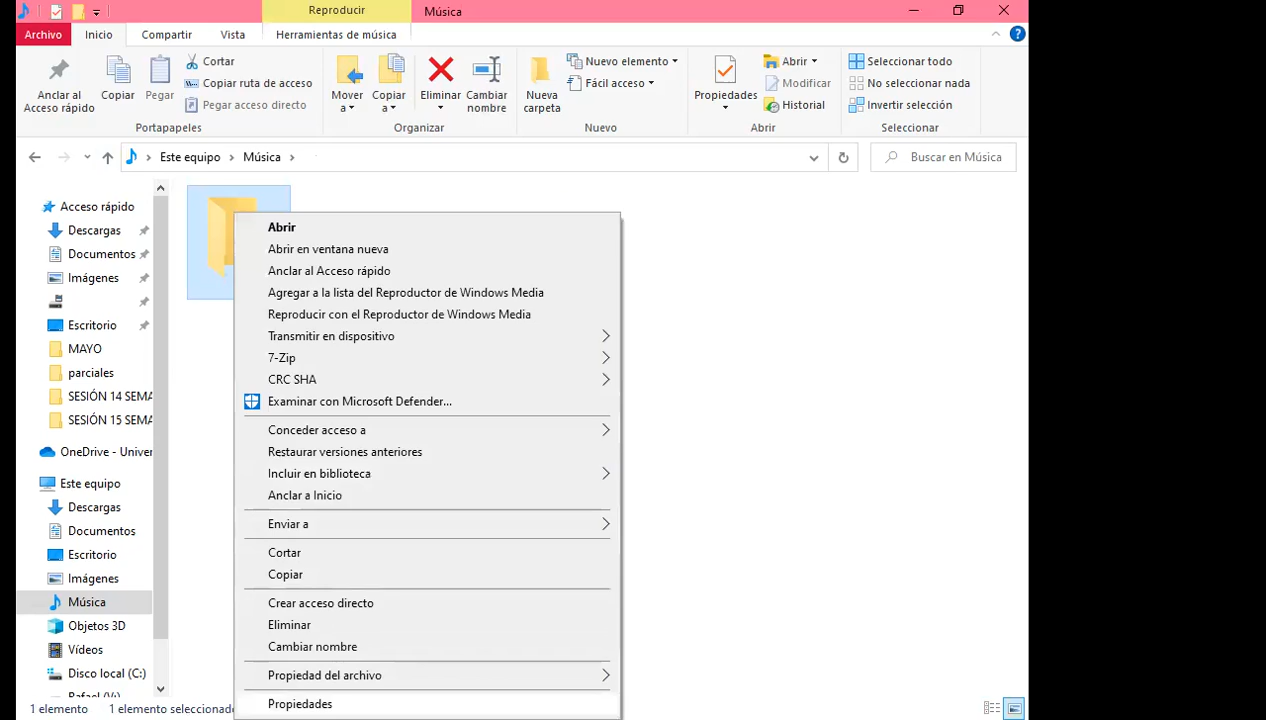 Reproducir
Música
Archivo
Inicio
Compartir
Vista
Herramientas de música
Anclar al
Acceso rápido
Copiar
Pegar
Cortar
Copiar ruta de acceso
Pegar acceso directo
Portapapeles
Mover
a
Copiar
a
Eliminar
Cambiar
nombre
Organizar
Nueva
carpeta
Nuevo elemento
Fácil acceso
Nuevo
Propiedades
Abrir
Modificar
Historial
Abrir
Seleccionar todo
No seleccionar nada
Invertir selección
Seleccionar
Este equipo
Música
Buscar en Música
Acceso rápido
Descargas
Documentos
Imágenes
Escritorio
MAYO
parciales
SESIÓN 14 SEMA
SESIÓN 15 SEMA
OneDrive - Univer
Este equipo
Descargas
Documentos
Escritorio
Imágenes
Música
Objetos 3D
Vídeos
Disco local (C:)
Abrir
Abrir en ventana nueva
Anclar al Acceso rápido
Agregar a la lista del Reproductor de Windows Media
Reproducir con el Reproductor de Windows Media
Transmitir en dispositivo
7-Zip
CRC SHA
Examinar con Microsoft Defender...
Conceder acceso a
Restaurar versiones anteriores
Incluir en biblioteca
Anclar a Inicio
Enviar a
Cortar
Copiar
Crear acceso directo
Eliminar
Cambiar nombre
Propiedad del archivo
Propiedades
1 elemento
1 elemento seleccionado